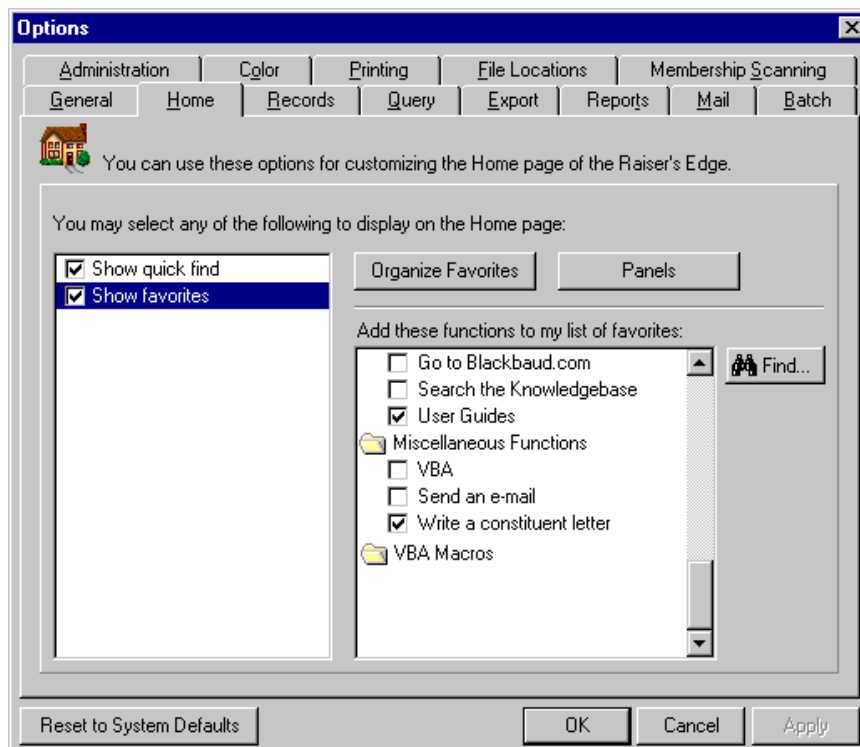 Options
Administration Color Printing File Locations Membership Scanning
General Home Records Query Export Reports Mail Batch
You can use these options for customizing the Home page of the Raiser's Edge.
You may select any of the following to display on the Home page:
Show quick find
Show favorites
Organize Favorites Panels
Add these functions to my list of favorites:
Go to Blackbaud.com
Search the Knowledgebase
User Guides
Miscellaneous Functions
VBA
Send an e-mail
Write a constituent letter
VBA Macros
Find...
Reset to System Defaults OK Cancel Apply